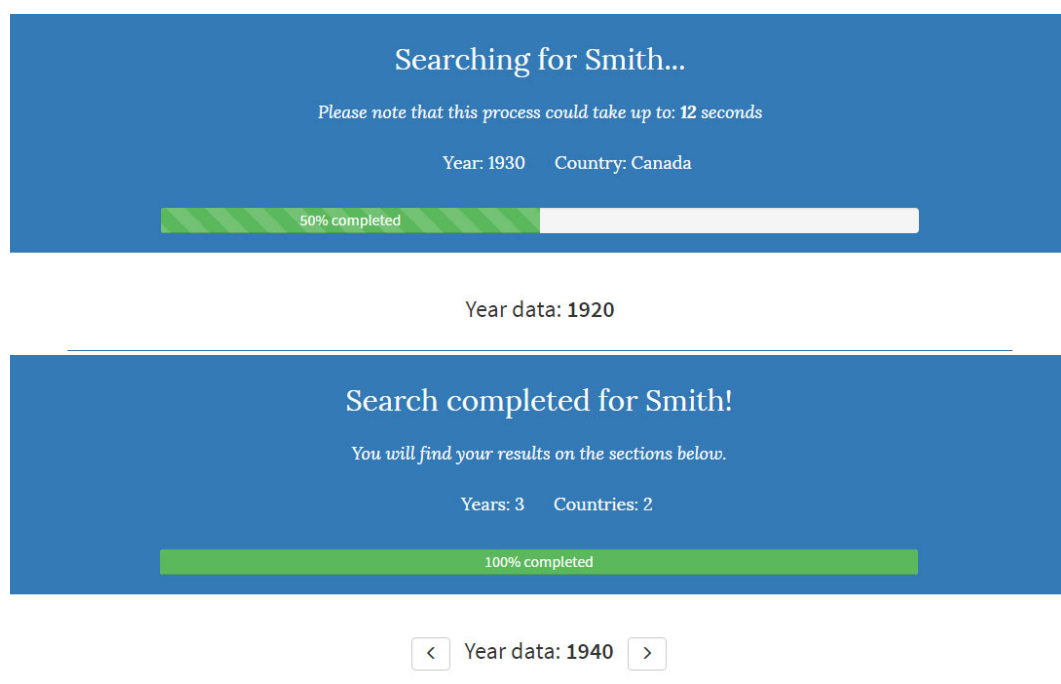 Searching for Smith...
Please note that this process could take up to: 12 seconds
Year: 1930 Country: Canada
50% completed
Year data: 1920
Search completed for Smith!
You will find your results on the sections below.
Years: 3 Countries: 2
100% completed
< Year data: 1940 >